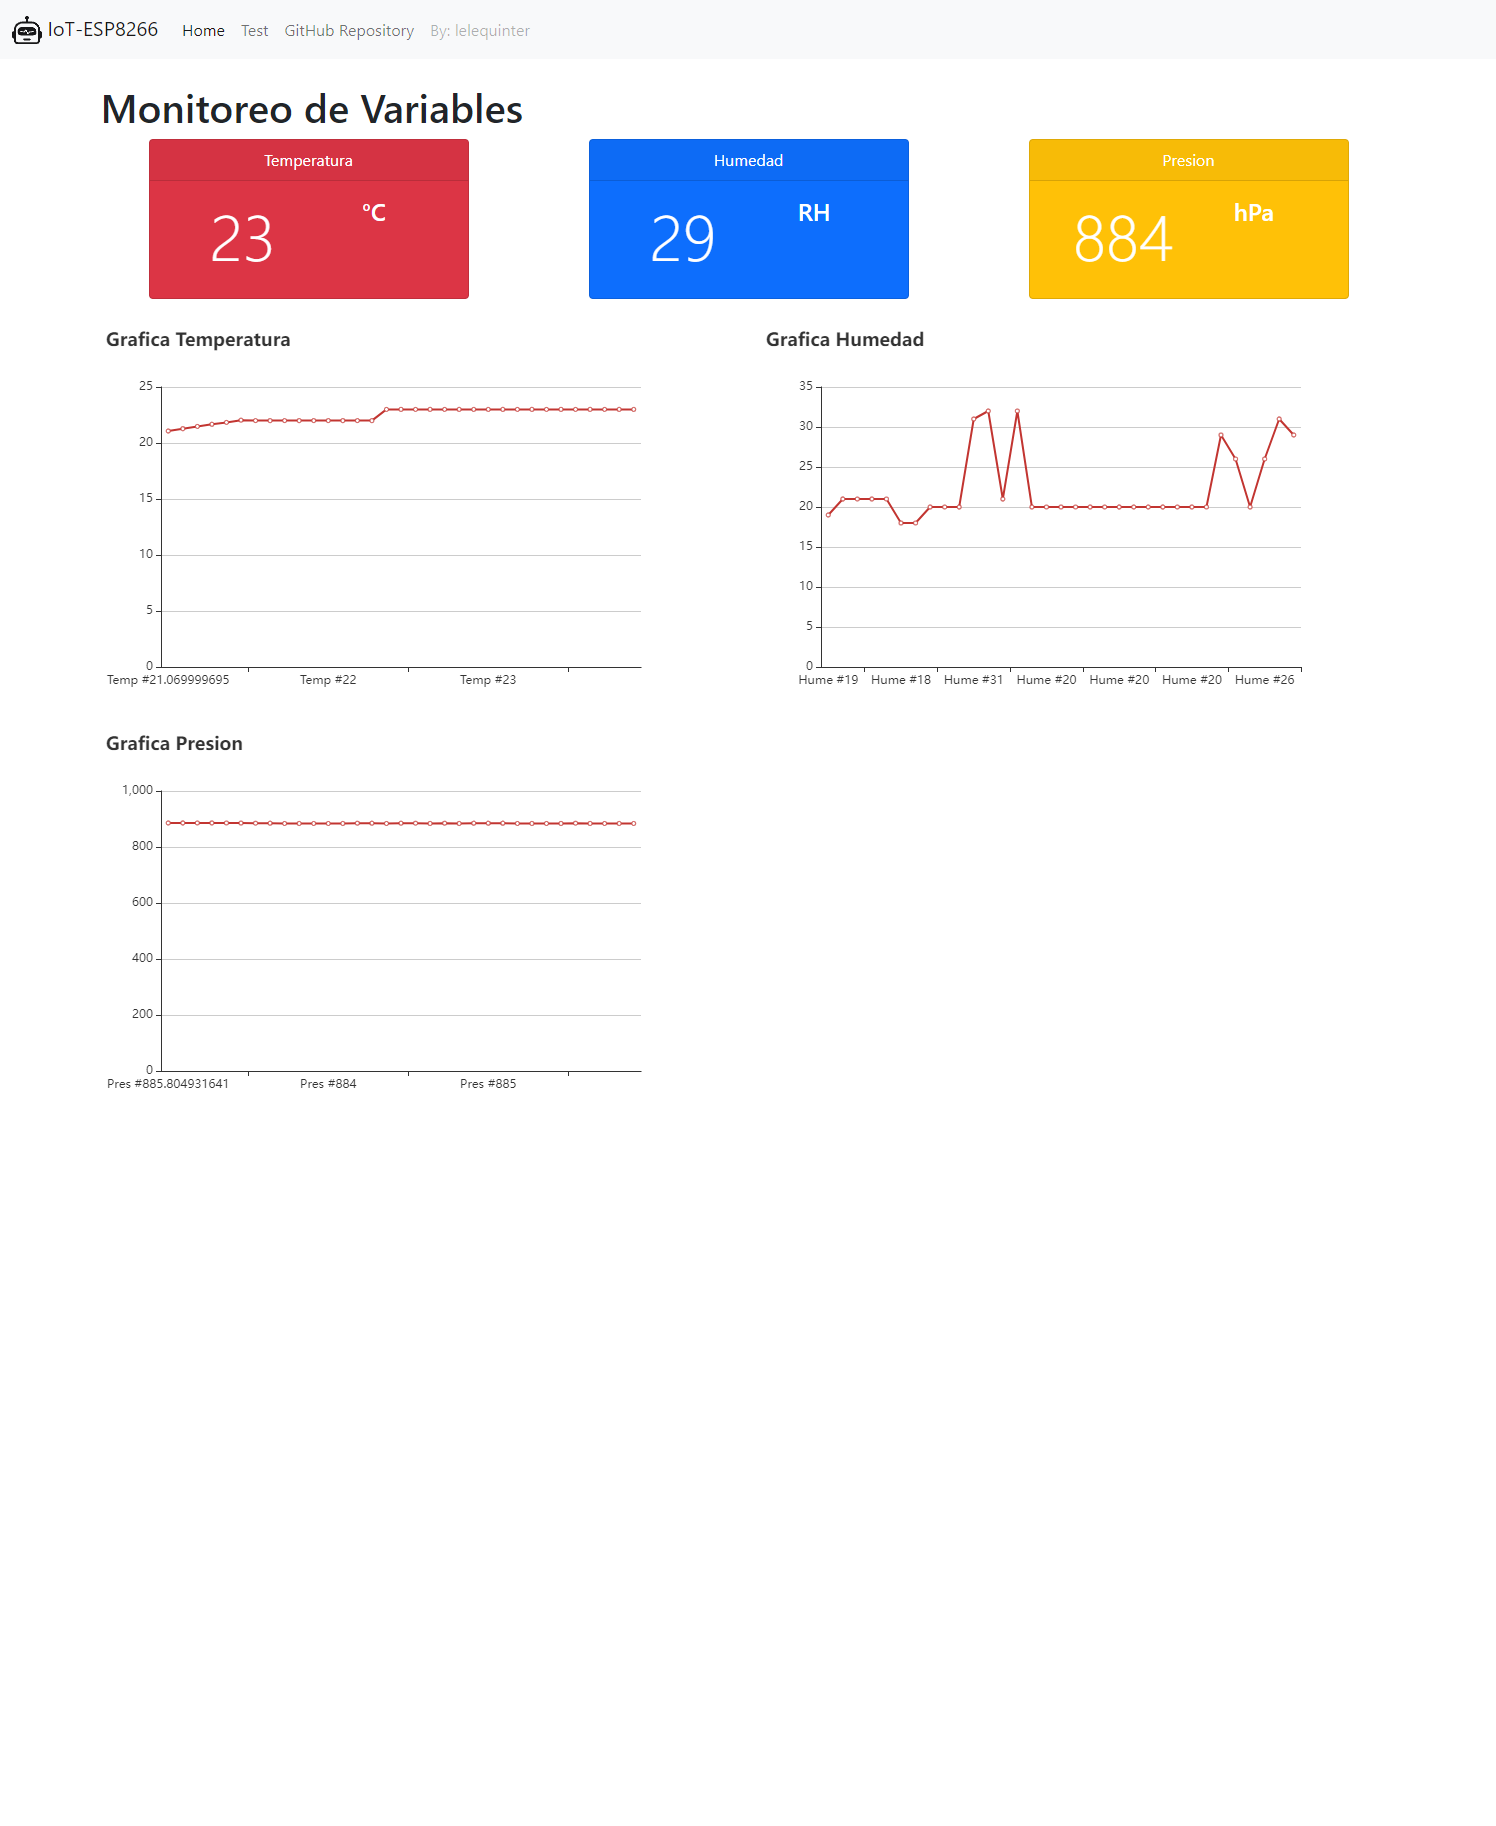 IoT-ESP8266 Home Test GitHub Repository By: lelequinter
Monitoreo de Variables
Temperatura
23 °C
Humedad
29 RH
Presion
884 hPa
Grafica Temperatura
25
20
15
10
5
0
Temp #21.069999695 Temp #22 Temp #23
Grafica Humedad
35
30
25
20
15
10
5
0
Hume #19 Hume #18 Hume #31 Hume #20 Hume #20 Hume #20 Hume #26
Grafica Presion
1,000
800
600
400
200
0
Pres #885.804931641 Pres #884 Pres #885